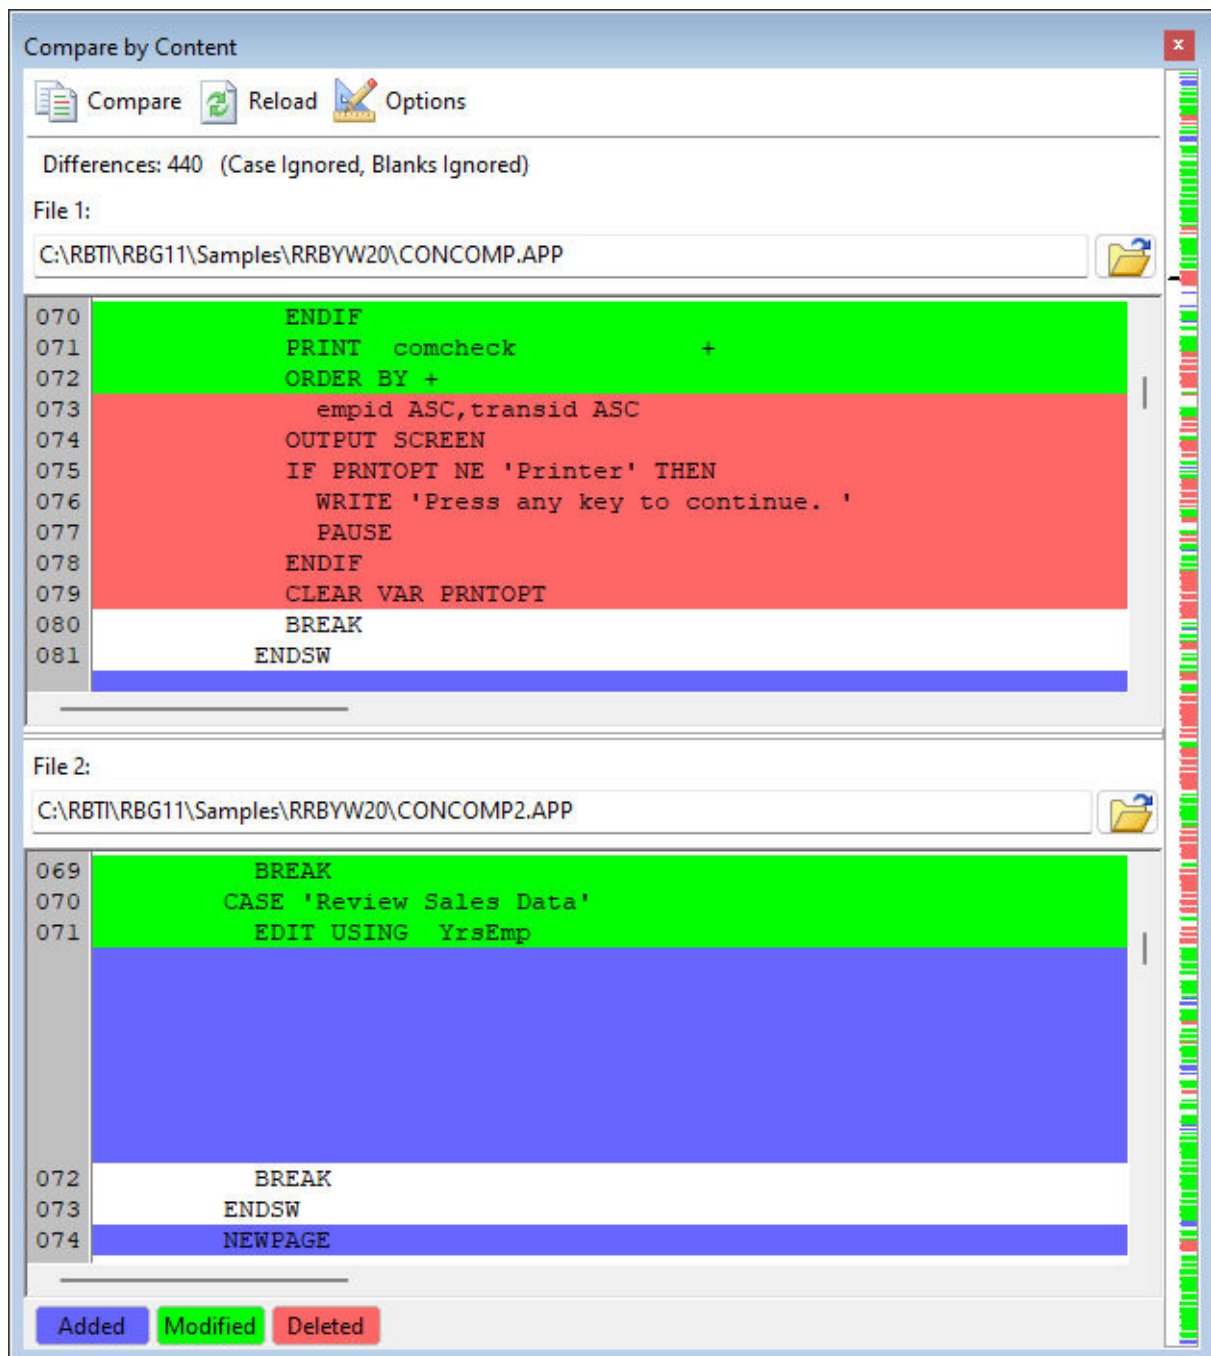 Compare by Content
x
Compare Reload Options
Differences: 440 (Case Ignored, Blanks Ignored)
File 1:
C:\RBTI\RBG11\Samples\RRBYW20\CONCOMP.APP
070 ENDIF
071 PRINT comcheck +
072 ORDER BY +
073 empid ASC,transid ASC
074 OUTPUT SCREEN
075 IF PRNTOPT NE 'Printer' THEN
076 WRITE 'Press any key to continue. '
077 PAUSE
078 ENDIF
079 CLEAR VAR PRNTOPT
080 BREAK
081 ENDSW
File 2:
C:\RBTI\RBG11\Samples\RRBYW20\CONCOMP2.APP
069 BREAK
070 CASE 'Review Sales Data'
071 EDIT USING YrsEmp
072 BREAK
073 ENDSW
074 NEWPAGE
Added Modified Deleted